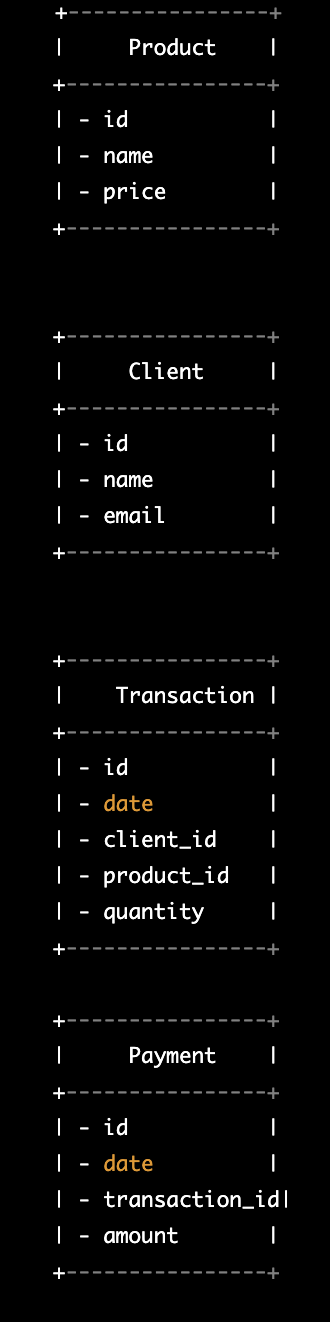 +----------------+
|     Product    |
+----------------+
| - id           |
| - name         |
| - price        |
+----------------+
+----------------+
|     Client     |
+----------------+
| - id           |
| - name         |
| - email        |
+----------------+
+----------------+
|    Transaction |
+----------------+
| - id           |
| - date         |
| - client_id    |
| - product_id   |
| - quantity     |
+----------------+
+----------------+
|     Payment    |
+----------------+
| - id           |
| - date         |
| - transaction_id|
| - amount       |
+----------------+